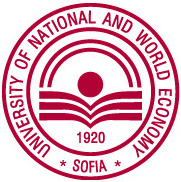 UNIVERSITY OF NATIONAL AND WORLD ECONOMY
1920
* SOFIA *